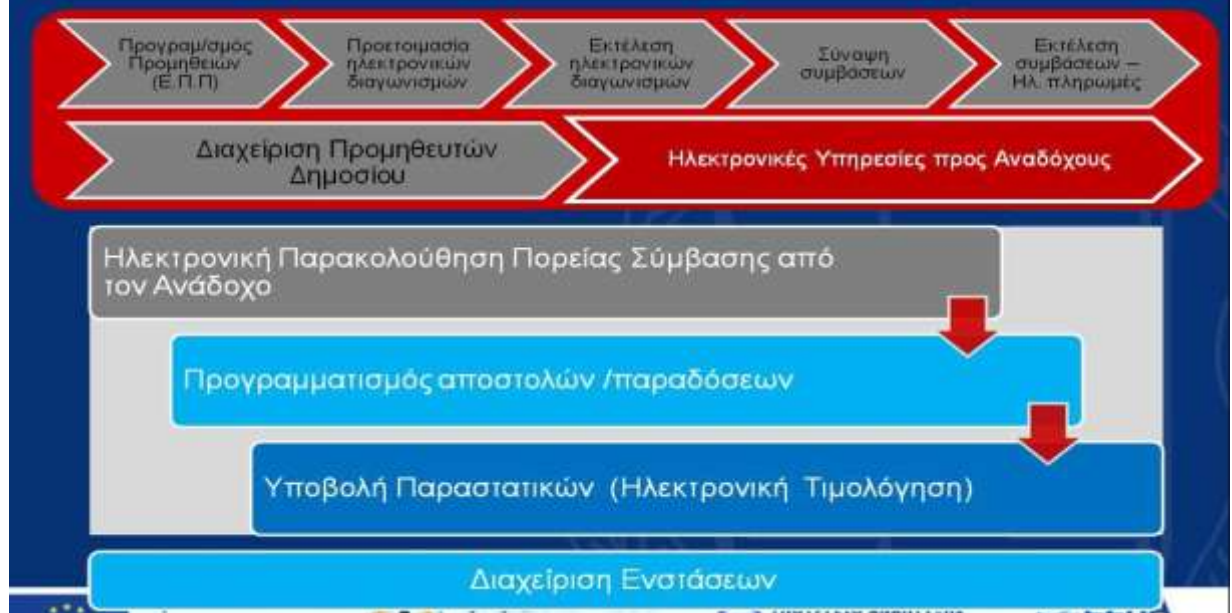 Προγραμ/σμός
Προμηθειών
(Ε.Π.Π)
Προετοιμασία
ηλεκτρονικών
διαγωνισμών
Εκτέλεση
ηλεκτρονικών
διαγωνισμών
Σύναψη
συμβάσεων
Εκτέλεση
συμβάσεων –
Ηλ. πληρωμές
Διαχείριση Προμηθευτών
Δημοσίου
Ηλεκτρονικές Υπηρεσίες προς Αναδόχους
Ηλεκτρονική Παρακολούθηση Πορείας Σύμβασης από
τον Ανάδοχο
Προγραμματισμός αποστολών /παραδόσεων
Υποβολή Παραστατικών (Ηλεκτρονική Τιμολόγηση)
Διαχείριση Ενστάσεων